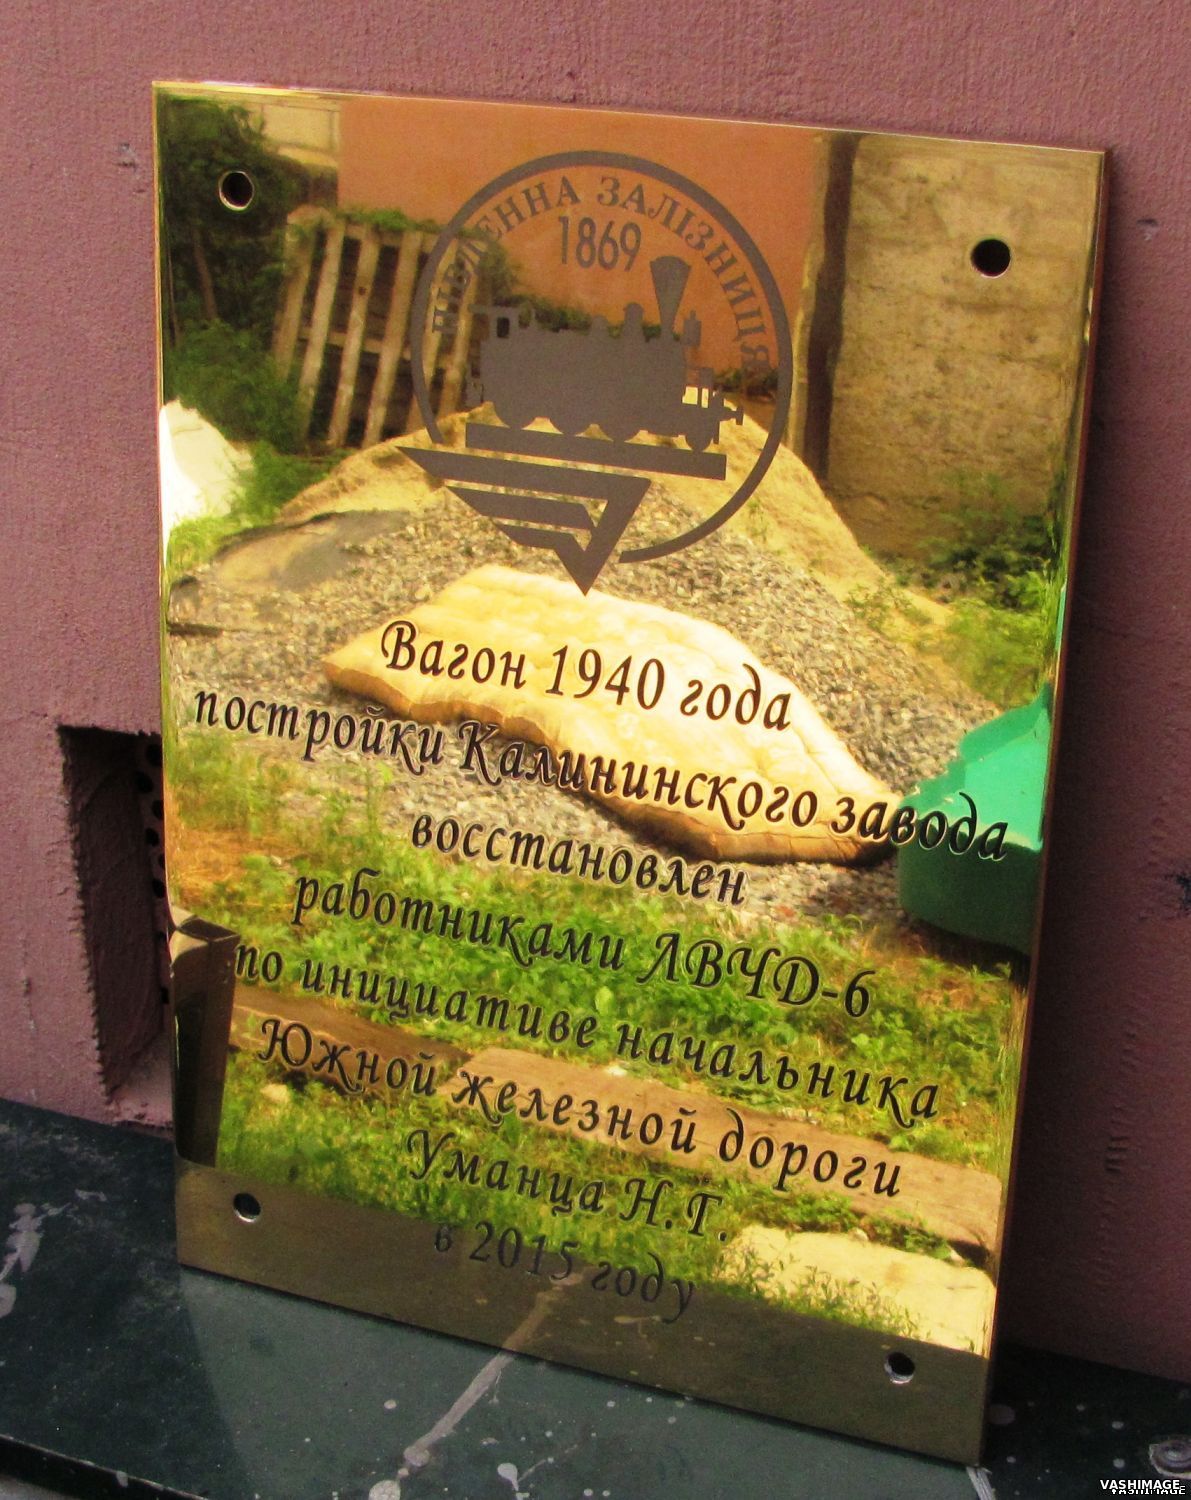 ПІВДЕННА ЗАЛІЗНИЦЯ
1869
Вагон 1940 года
постройки Калининского завода
восстановлен
работниками ЛВЧД-6
по инициативе начальника
Южной железной дороги
Уманца Н.Г.
в 2015 году
VASHIMAGE
VASHIMAGE